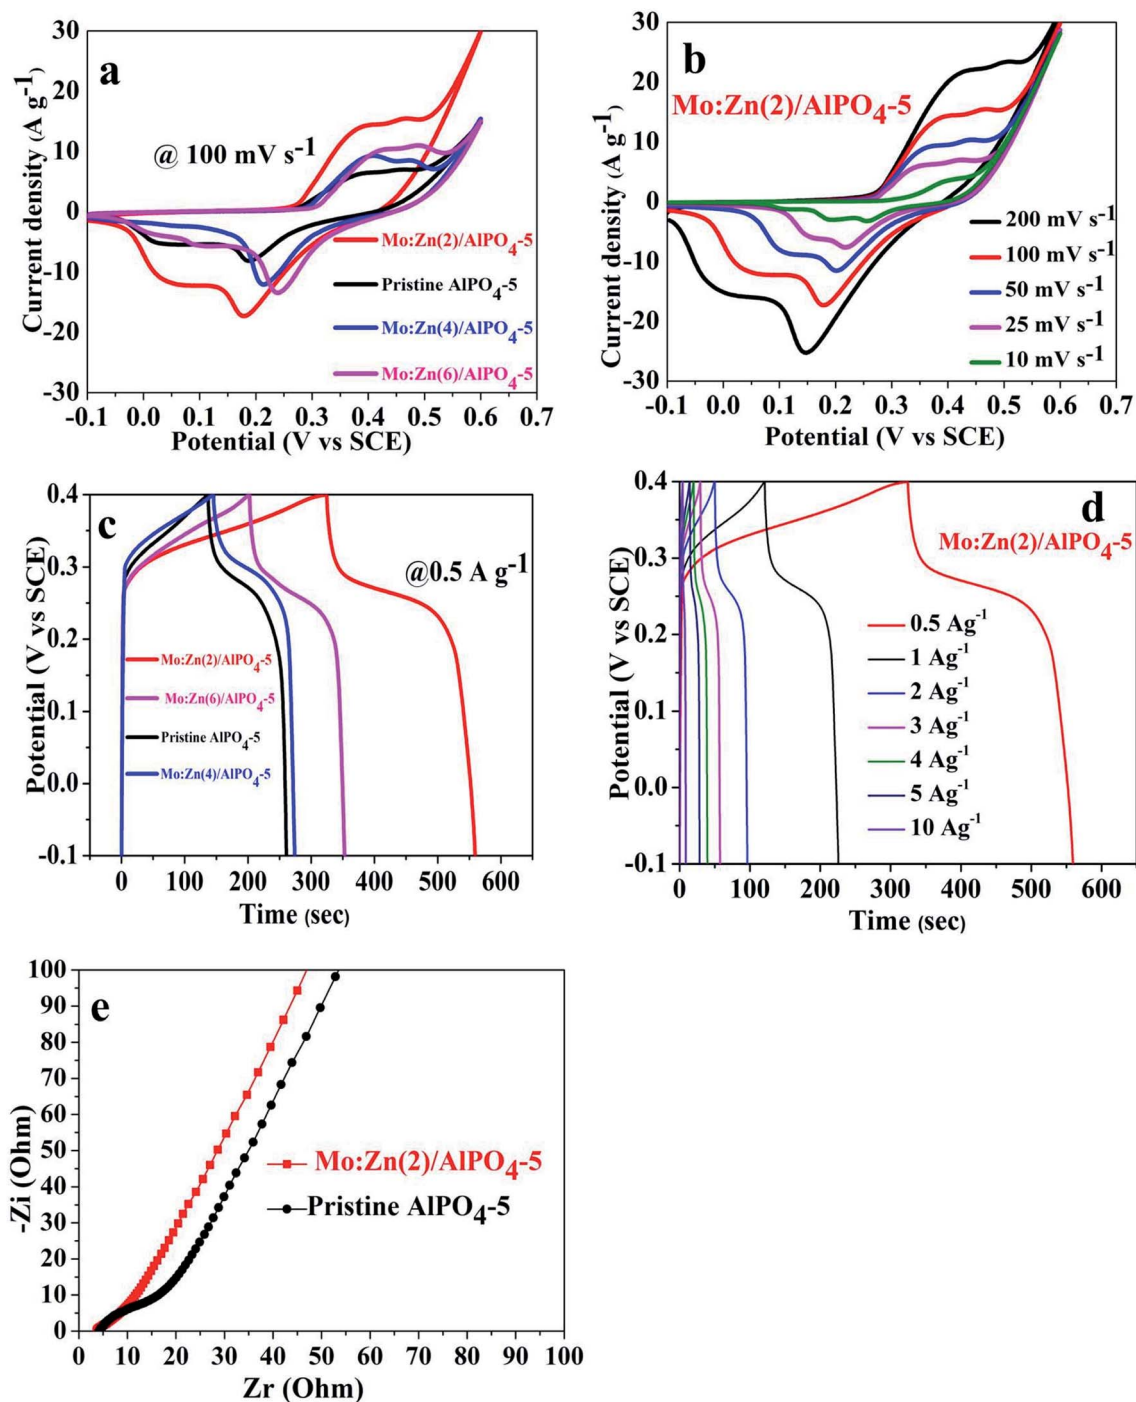 a
Current density (A g-1)
30
20
10
0
-10
-20
-30
@ 100 mV s-1
Mo:Zn(2)/AlPO4-5
Pristine AlPO4-5
Mo:Zn(4)/AlPO4-5
Mo:Zn(6)/AlPO4-5
-0.1 0.0 0.1 0.2 0.3 0.4 0.5 0.6 0.7
Potential (V vs SCE)
b
Current density (A g-1)
30
20
10
0
-10
-20
-30
Mo:Zn(2)/AlPO4-5
200 mV s-1
100 mV s-1
50 mV s-1
25 mV s-1
10 mV s-1
-0.1 0.0 0.1 0.2 0.3 0.4 0.5 0.6 0.7
Potential (V vs SCE)
c
Potential (V vs SCE)
0.4
0.3
0.2
0.1
0.0
-0.1
@0.5 A g-1
Mo:Zn(2)/AlPO4-5
Mo:Zn(6)/AlPO4-5
Pristine AlPO4-5
Mo:Zn(4)/AlPO4-5
0 100 200 300 400 500 600
Time (sec)
d
Potential (V vs SCE)
0.4
0.3
0.2
0.1
0.0
-0.1
Mo:Zn(2)/AlPO4-5
0.5 Ag-1
1 Ag-1
2 Ag-1
3 Ag-1
4 Ag-1
5 Ag-1
10 Ag-1
0 100 200 300 400 500 600
Time (sec)
e
-Zi (Ohm)
100
90
80
70
60
50
40
30
20
10
0
Mo:Zn(2)/AlPO4-5
Pristine AlPO4-5
0 10 20 30 40 50 60 70 80 90 100
Zr (Ohm)